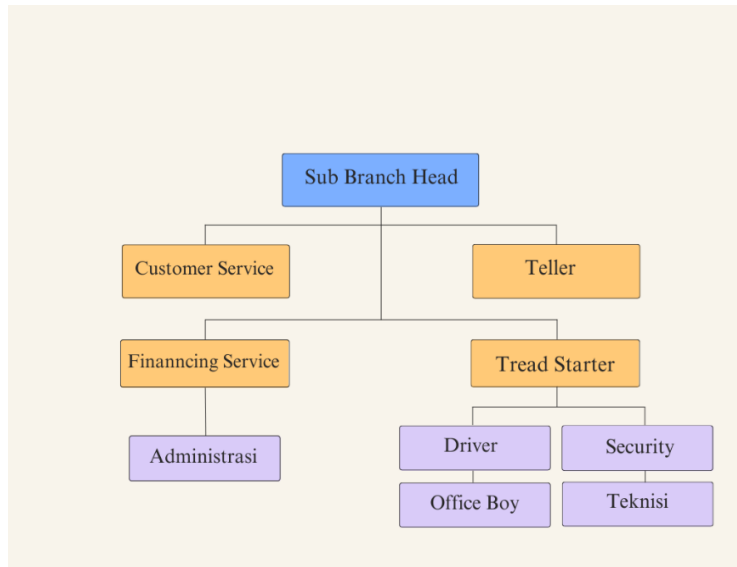 Sub Branch Head
Customer Service
Teller
Finanncing Service
Tread Starter
Administrasi
Driver
Security
Office Boy
Teknisi